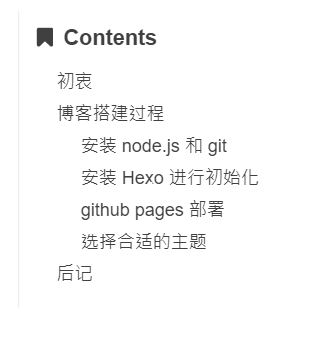 Contents
初衷
博客搭建过程
安装 node.js 和 git
安装 Hexo 进行初始化
github pages 部署
选择合适的主题
后记